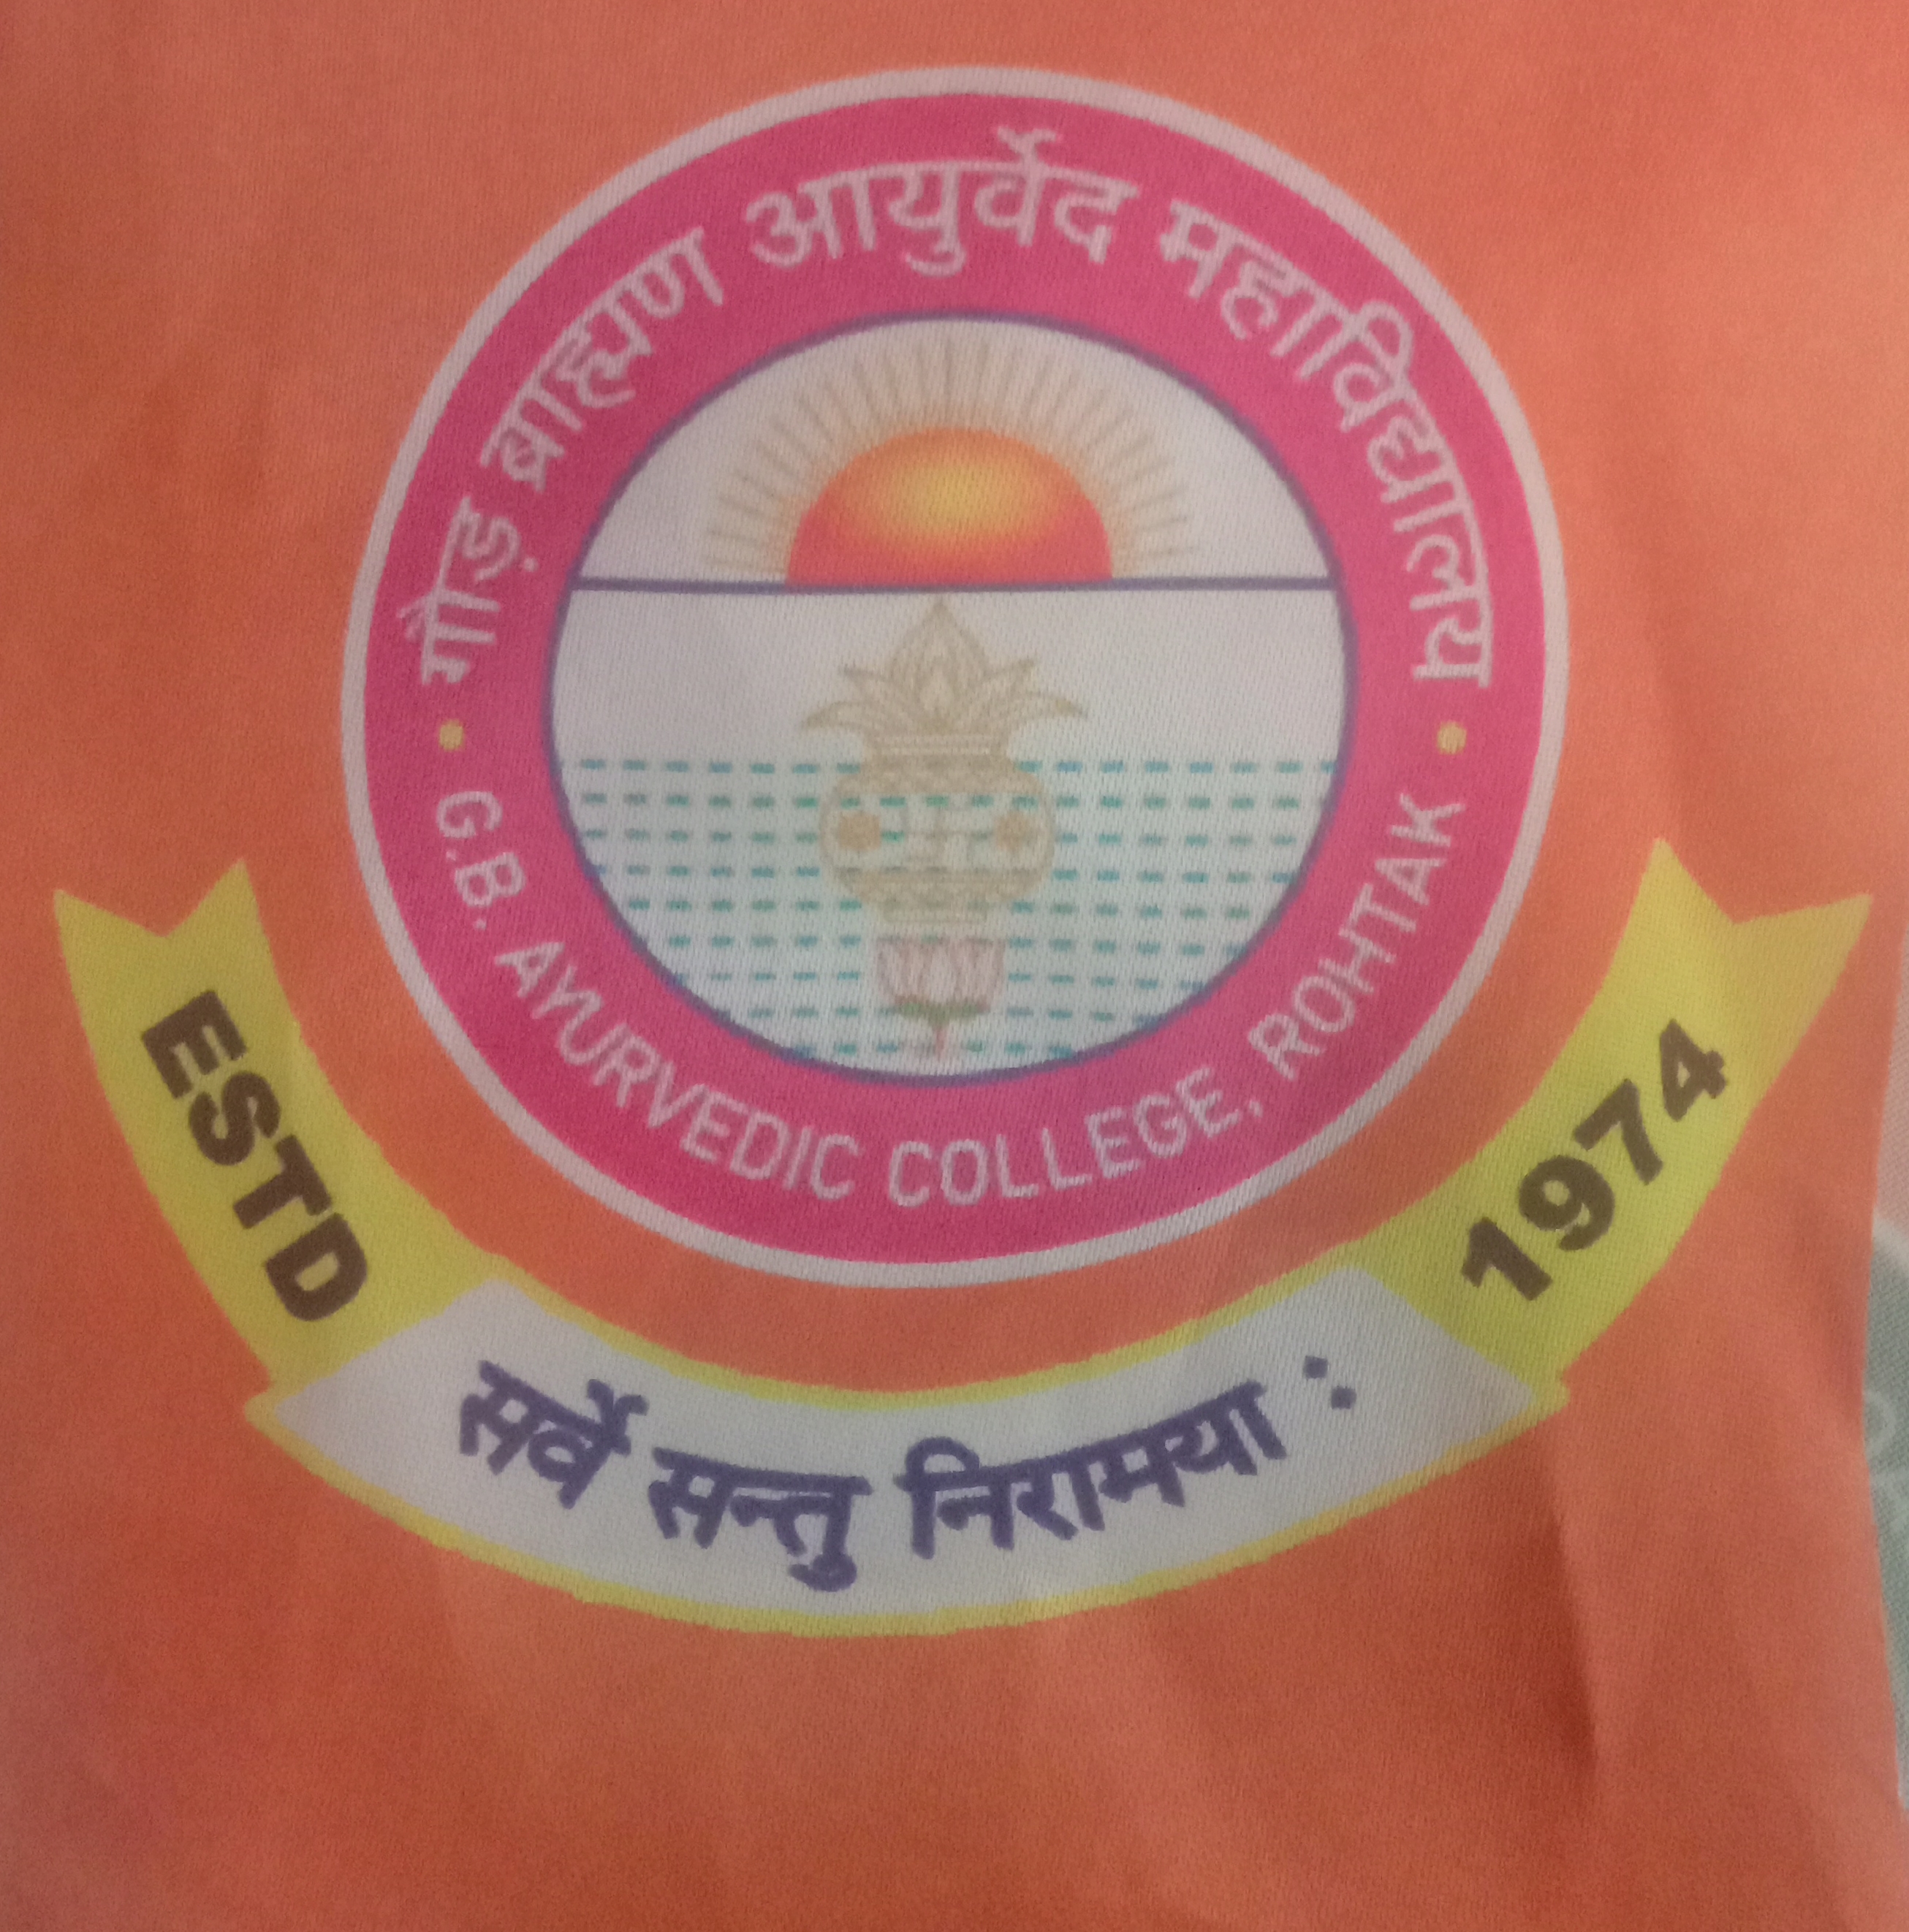 गौड़ ब्राह्मण आयुर्वेद महाविद्यालय
G.B. AYURVEDIC COLLEGE, ROHTAK
ESTD 1974
सर्वे सन्तु निरामया :